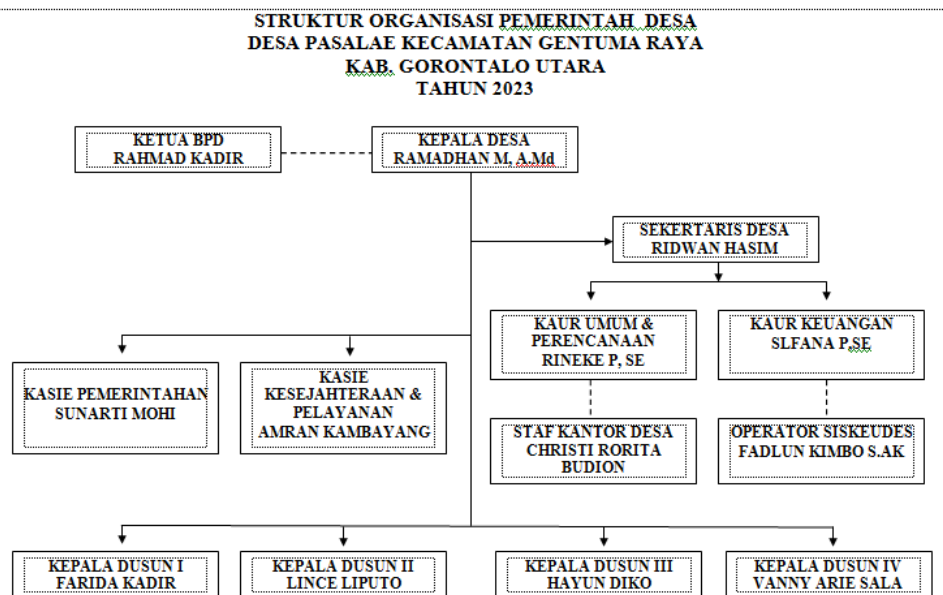 STRUKTUR ORGANISASI PEMERINTAH DESA
DESA PASALAE KECAMATAN GENTUMA RAYA
KAB. GORONTALO UTARA
TAHUN 2023
KETUA BPD
RAHMAD KADIR
KEPALA DESA
RAMADHAN M, A.Md
SEKERTARIS DESA
RIDWAN HASIM
KAUR UMUM &
PERENCANAAN
RINEKE P, SE
KAUR KEUANGAN
SLFANA P,SE
KASIE PEMERINTAHAN
SUNARTI MOHI
KASIE
KESEJAHTERAAN &
PELAYANAN
AMRAN KAMBAYANG
STAF KANTOR DESA
CHRISTI RORITA
BUDION
OPERATOR SISKEUDES
FADLUN KIMBO S.AK
KEPALA DUSUN I
FARIDA KADIR
KEPALA DUSUN II
LINCE LIPUTO
KEPALA DUSUN III
HAYUN DIKO
KEPALA DUSUN IV
VANNY ARIE SALA